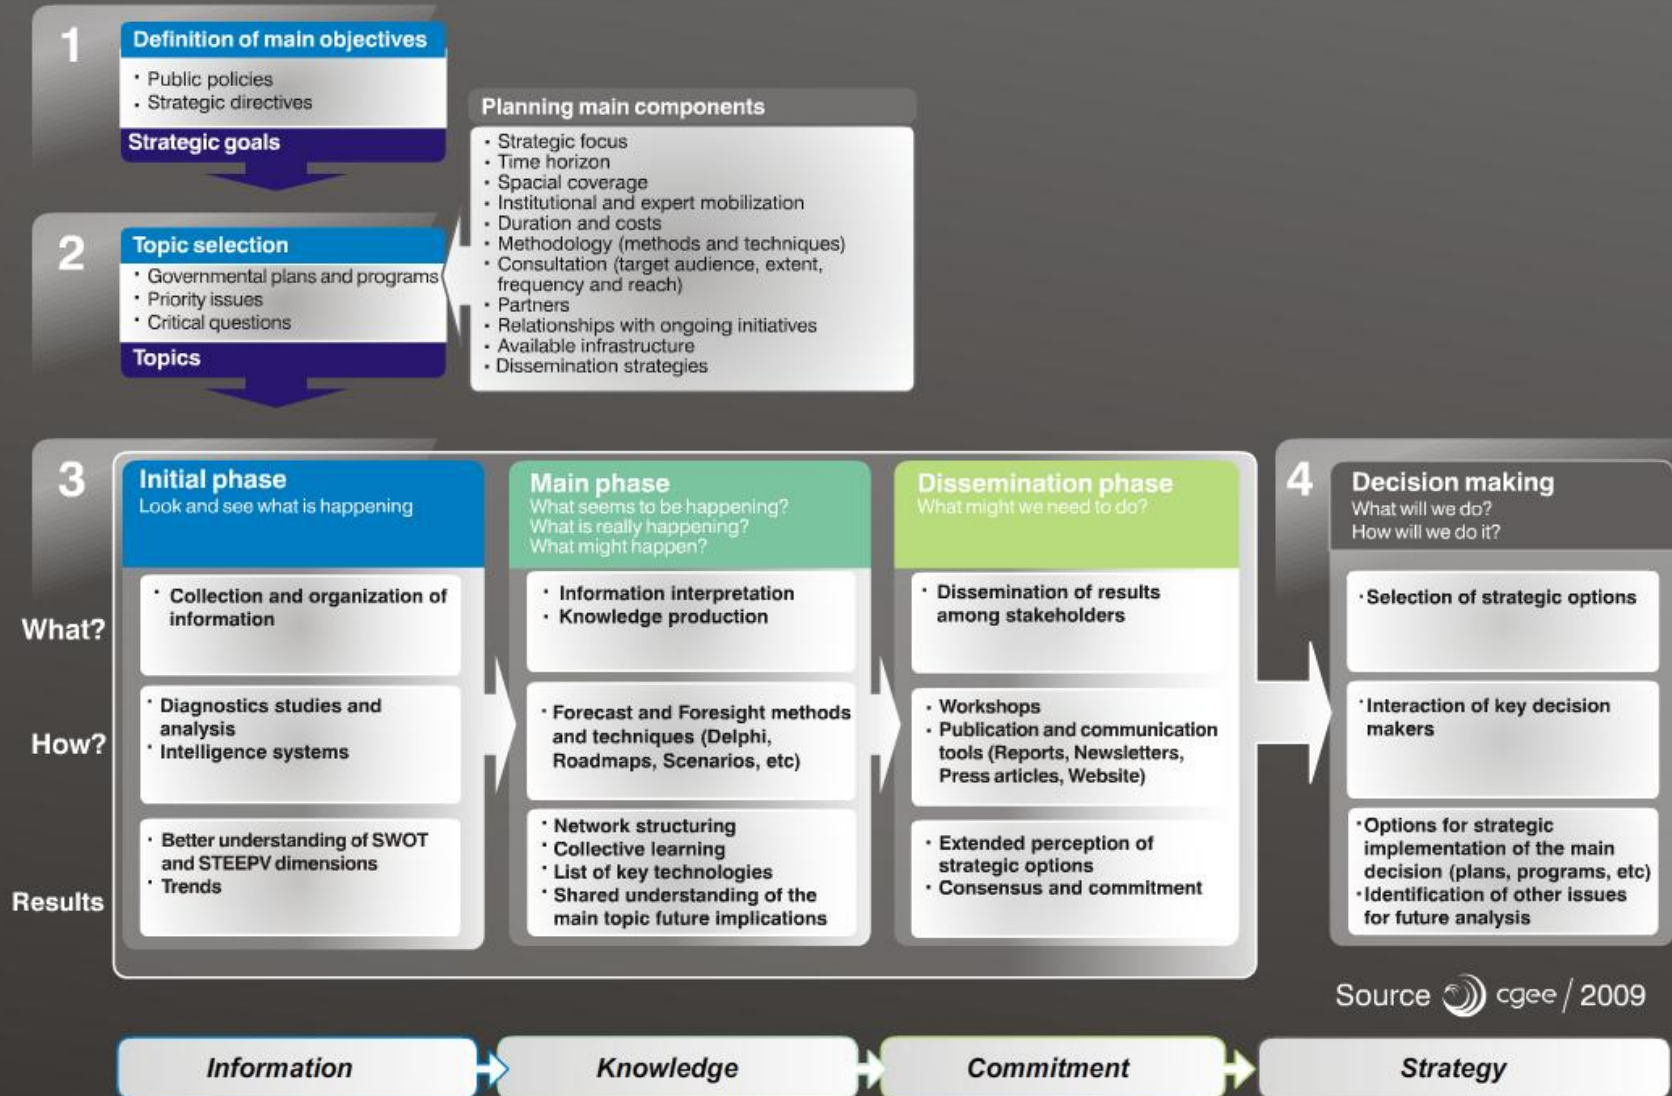 1
Definition of main objectives
· Public policies
· Strategic directives
Strategic goals
Planning main components
· Strategic focus
· Time horizon
· Spacial coverage
· Institutional and expert mobilization
· Duration and costs
· Methodology (methods and techniques)
· Consultation (target audience, extent,
frequency and reach)
· Partners
· Relationships with ongoing initiatives
· Available infrastructure
· Dissemination strategies
2
Topic selection
· Governmental plans and programs
· Priority issues
· Critical questions
Topics
3
Initial phase
Look and see what is happening
Main phase
What seems to be happening?
What is really happening?
What might happen?
Dissemination phase
What might we need to do?
4
Decision making
What will we do?
How will we do it?
What?
· Collection and organization of
information
· Information interpretation
· Knowledge production
· Dissemination of results
among stakeholders
· Selection of strategic options
How?
· Diagnostics studies and
analysis
· Intelligence systems
· Forecast and Foresight methods
and techniques (Delphi,
Roadmaps, Scenarios, etc)
· Workshops
· Publication and communication
tools (Reports, Newsletters,
Press articles, Website)
· Interaction of key decision
makers
Results
· Better understanding of SWOT
and STEEPV dimensions
· Trends
· Network structuring
· Collective learning
· List of key technologies
· Shared understanding of the
main topic future implications
· Extended perception of
strategic options
· Consensus and commitment
· Options for strategic
implementation of the main
decision (plans, programs, etc)
· Identification of other issues
for future analysis
Source cgee / 2009
Information
Knowledge
Commitment
Strategy